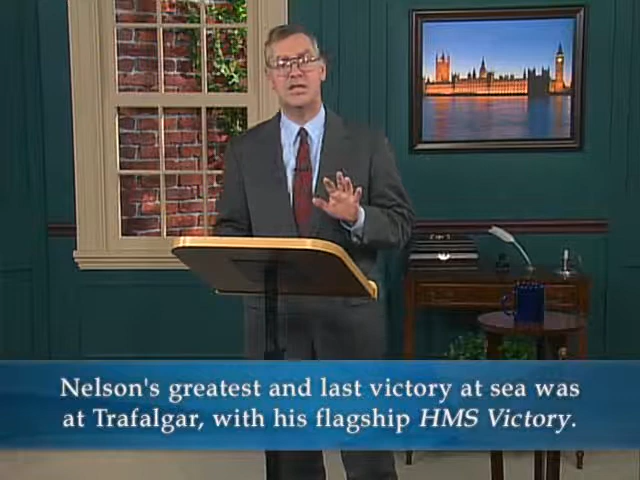 Nelson's greatest and last victory at sea was
at Trafalgar, with his flagship HMS Victory.